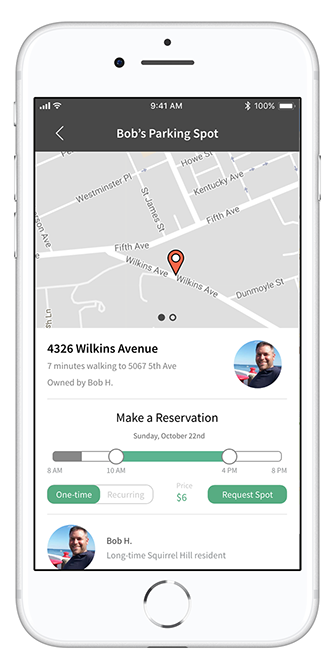 9:41 AM
100%
Bob's Parking Spot
Howe St
Westminster Pl
Kentucky Ave
St James St
Fifth Ave
Fifth Ave
Wilkins Ave
Wilkins Ave
Dunmoyle St
4326 Wilkins Avenue
7 minutes walking to 5067 5th Ave
Owned by Bob H.
Make a Reservation
Sunday, October 22nd
8 AM 10 AM 4 PM 8 PM
One-time Recurring Price Request Spot
$6
Bob H.
Long-time Squirrel Hill resident